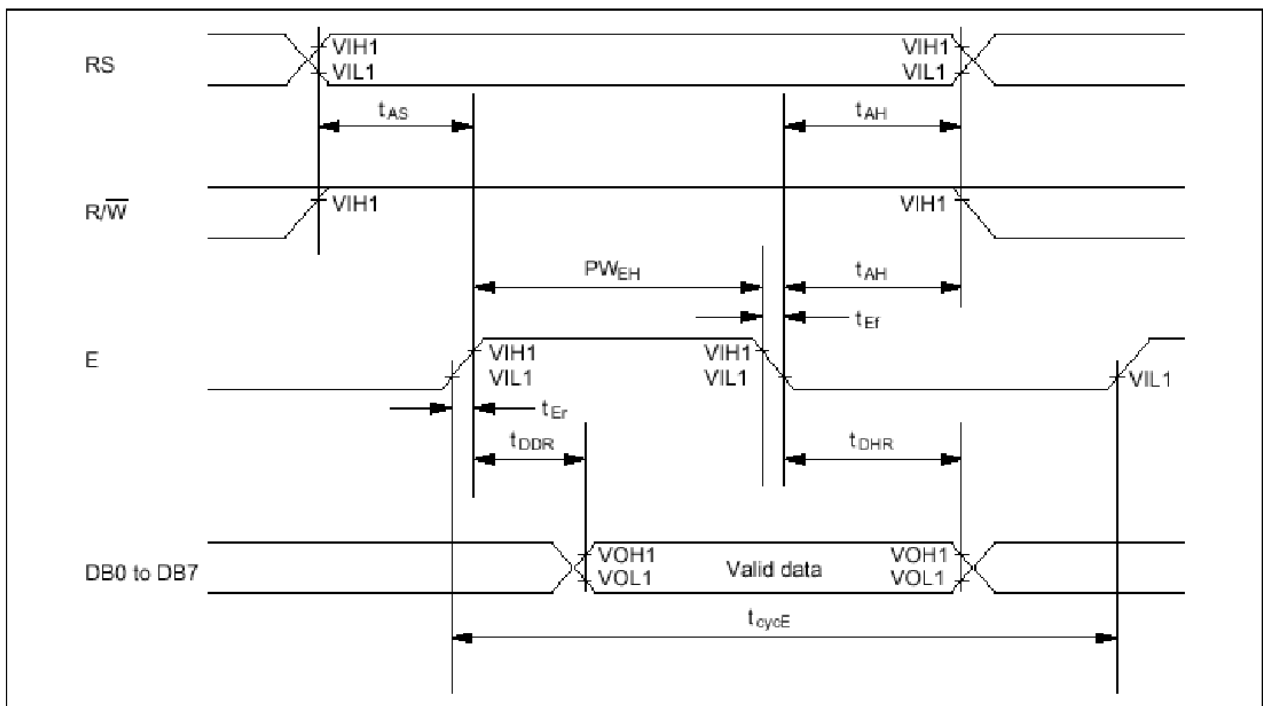 RS
VIH1
VIL1
VIH1
VIL1
tAS
tAH
R/W̅
VIH1
VIH1
PWEH
tAH
tEf
E
VIH1
VIL1
VIH1
VIL1
VIL1
tEr
tDDR
tDHR
DB0 to DB7
VOH1
VOL1
Valid data
VOH1
VOL1
tcycE